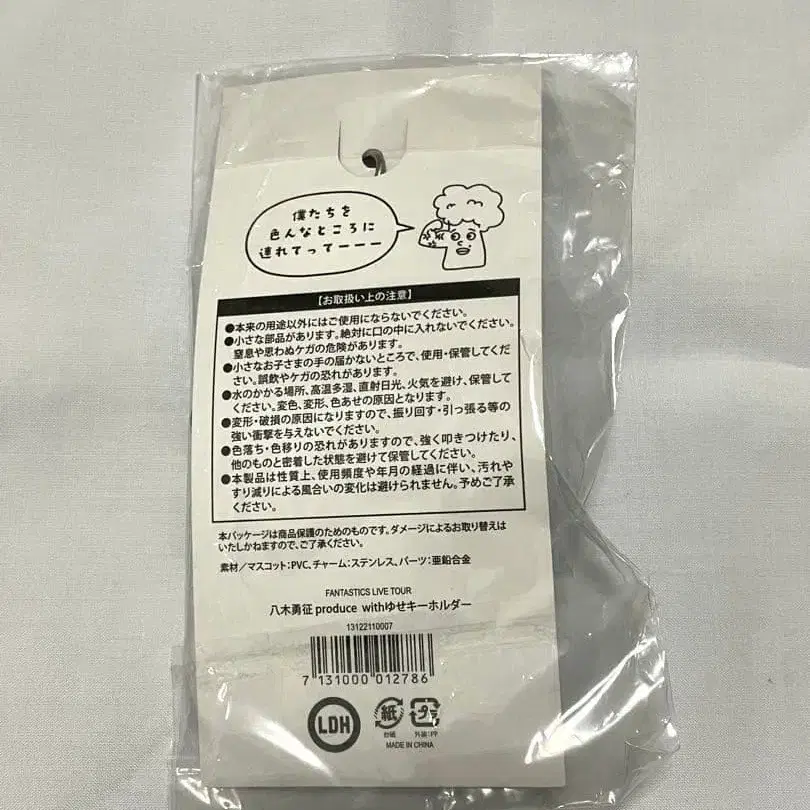 僕たちを
色んなところに
連れてってーーー
【お取扱い上の注意】
●本来の用途以外にはご使用にならないでください。
●小さな部品があります。絶対に口の中に入れないでください。
窒息や思わぬケガの危険があります。
●小さなお子さまの手の届かないところで、使用・保管してくだ
さい。誤飲やケガの恐れがあります。
●水のかかる場所、高温多湿、直射日光、火気を避け、保管して
ください。変色、変形、色あせの原因となります。
●変形・破損の原因になりますので、振り回す・引っ張る等の
強い衝撃を与えないでください。
●色落ち・色移りの恐れがありますので、強く叩きつけたり、
他のものと密着した状態を避けて保管してください。
●本製品は性質上、使用頻度や年月の経過に伴い、汚れや
すり減りによる風合いの変化は避けられません。予めご了承
ください。
本パッケージは商品保護のためのものです。ダメージによるお取り替えは
いたしかねますので、ご了承ください。
素材／マスコット:PVC、チャーム:ステンレス、パーツ:亜鉛合金
FANTASTICS LIVE TOUR
八木勇征 produce withゆせキーホルダー
13122110007
7 131000 012786
LDH
紙
台紙
プラ
外装:PP
MADE IN CHINA